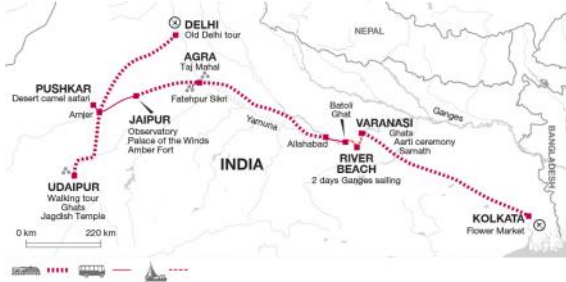 DELHI
Old Delhi tour
NEPAL
AGRA
Taj Mahal
PUSHKAR
Desert camel safari
Amjer
Fatehpur Sikri
JAIPUR
Observatory
Palace of the Winds
Amber Fort
Yamuna
Ganges
Batoli
Ghat
VARANASI
Ghats
Aarti ceremony
Sarnath
Allahabad
INDIA
RIVER
BEACH
2 days Ganges sailing
BANGLADESH
UDAIPUR
Walking tour
Ghats
Jagdish Temple
KOLKATA
Flower Market
0 km
220 km